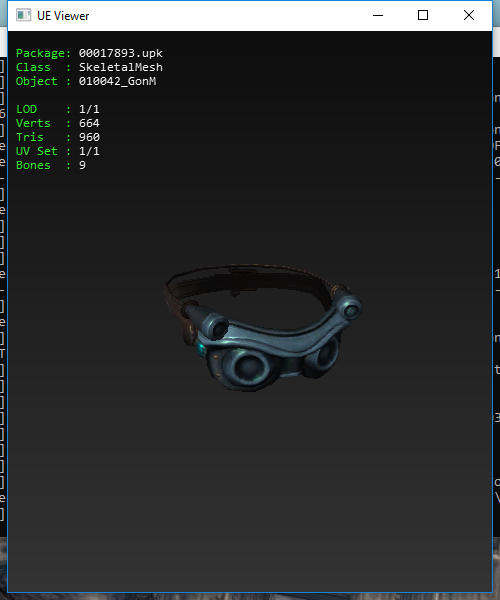 UE Viewer
Package: 00017893.upk
Class : SkeletalMesh
Object : 010042_GonM
LOD : 1/1
Verts : 664
Tris : 960
UV Set : 1/1
Bones : 9